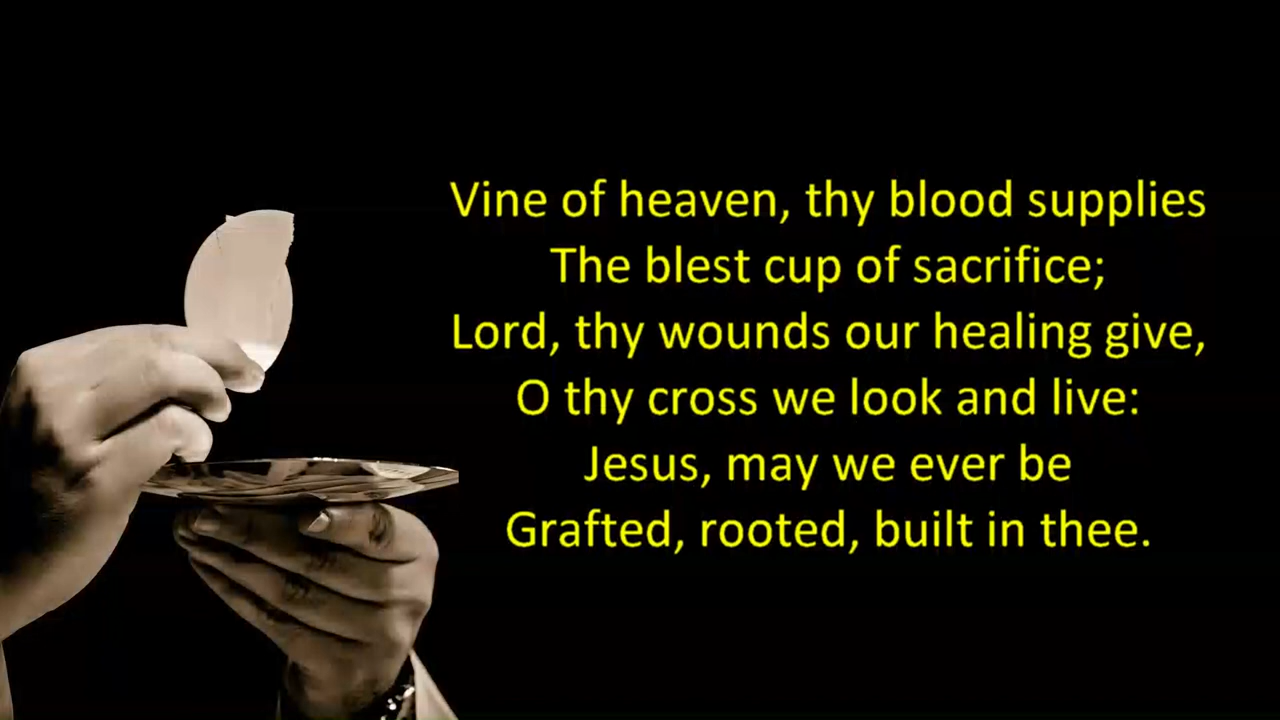 Vine of heaven, thy blood supplies
The blest cup of sacrifice;
Lord, thy wounds our healing give,
O thy cross we look and live:
Jesus, may we ever be
Grafted, rooted, built in thee.